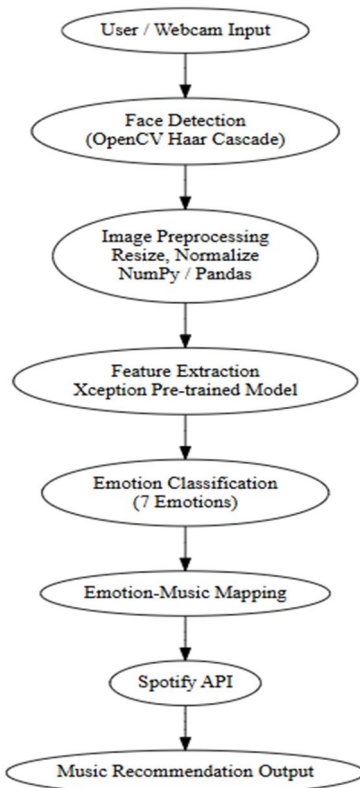 User / Webcam Input
Face Detection
(OpenCV Haar Cascade)
Image Preprocessing
Resize, Normalize
NumPy / Pandas
Feature Extraction
Xception Pre-trained Model
Emotion Classification
(7 Emotions)
Emotion-Music Mapping
Spotify API
Music Recommendation Output